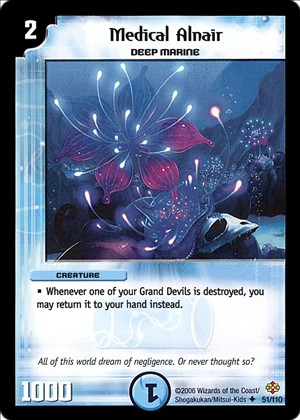 2
Medical Alnair
DEEP MARINE
CREATURE
▪ Whenever one of your Grand Devils is destroyed, you
may return it to your hand instead.
All of this world dream of negligence. Or never thought so?
1000
©2006 Wizards of the Coast/
Shogakukan/Mitsui-Kids ♦ 51/110